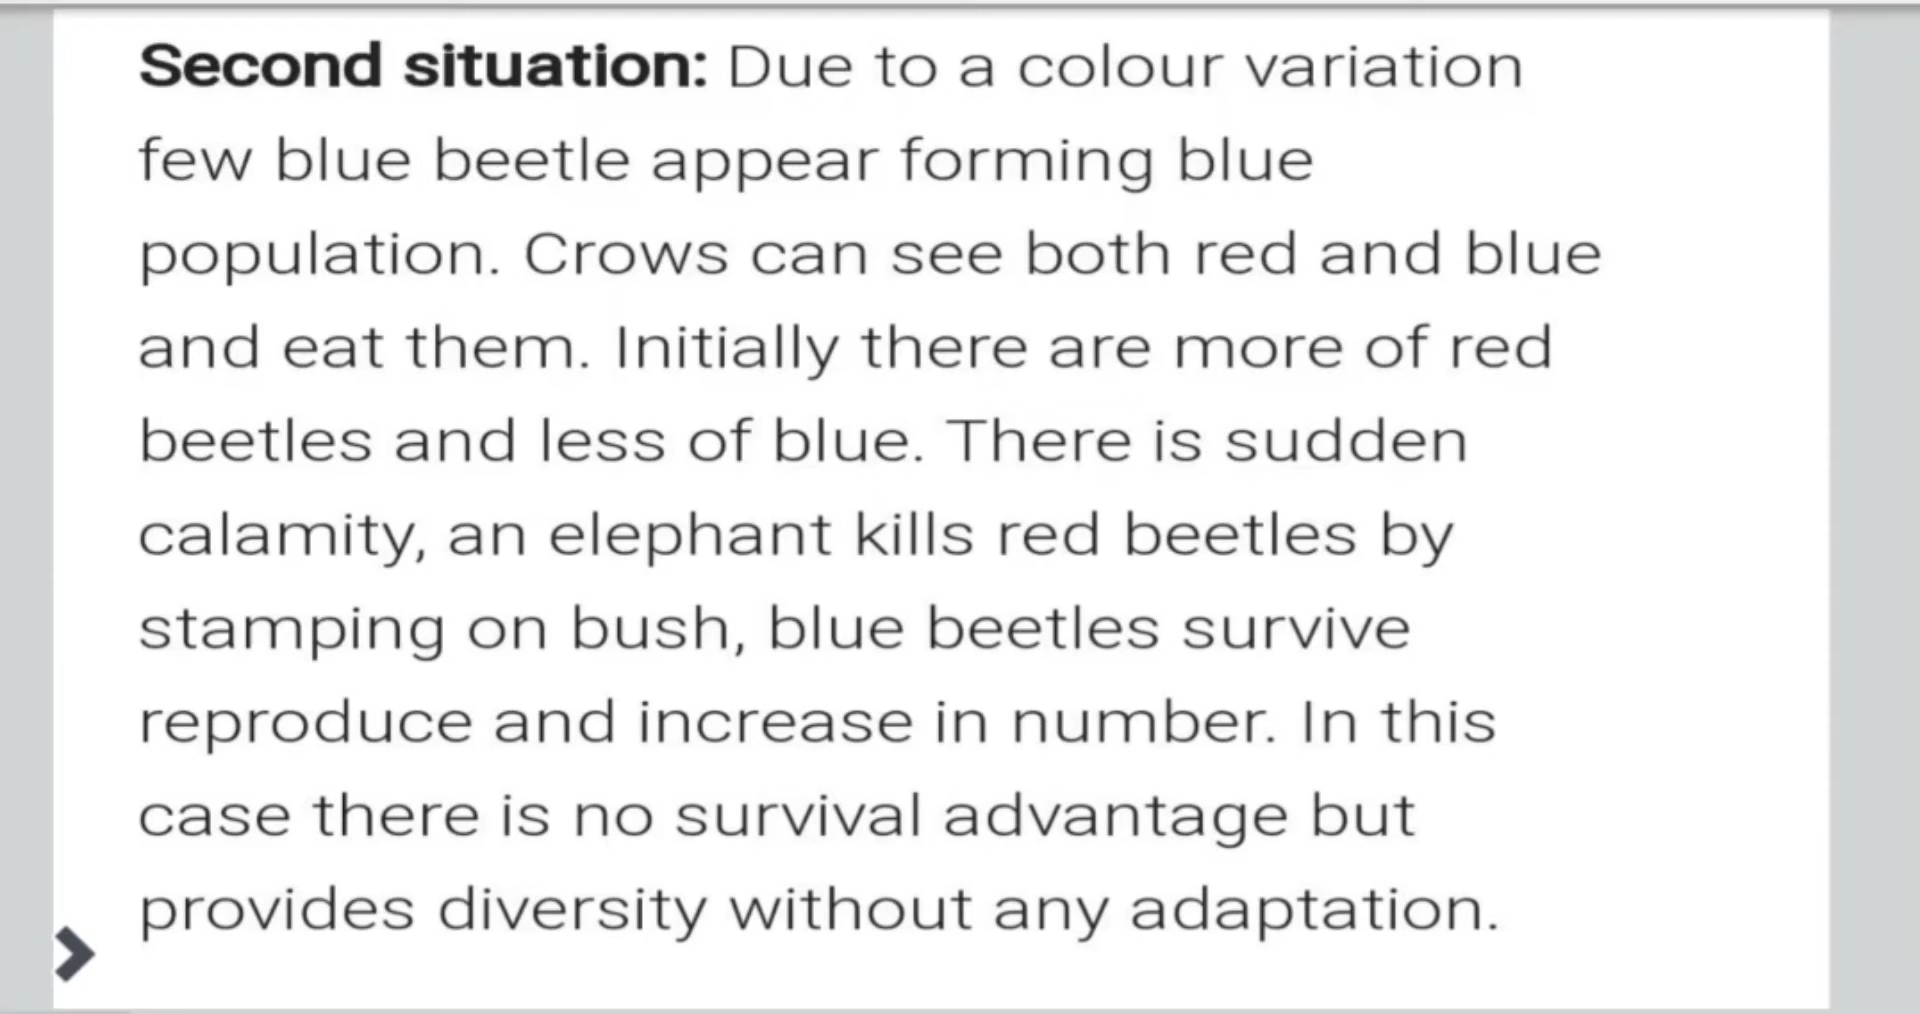 Second situation: Due to a colour variation
few blue beetle appear forming blue
population. Crows can see both red and blue
and eat them. Initially there are more of red
beetles and less of blue. There is sudden
calamity, an elephant kills red beetles by
stamping on bush, blue beetles survive
reproduce and increase in number. In this
case there is no survival advantage but
provides diversity without any adaptation.